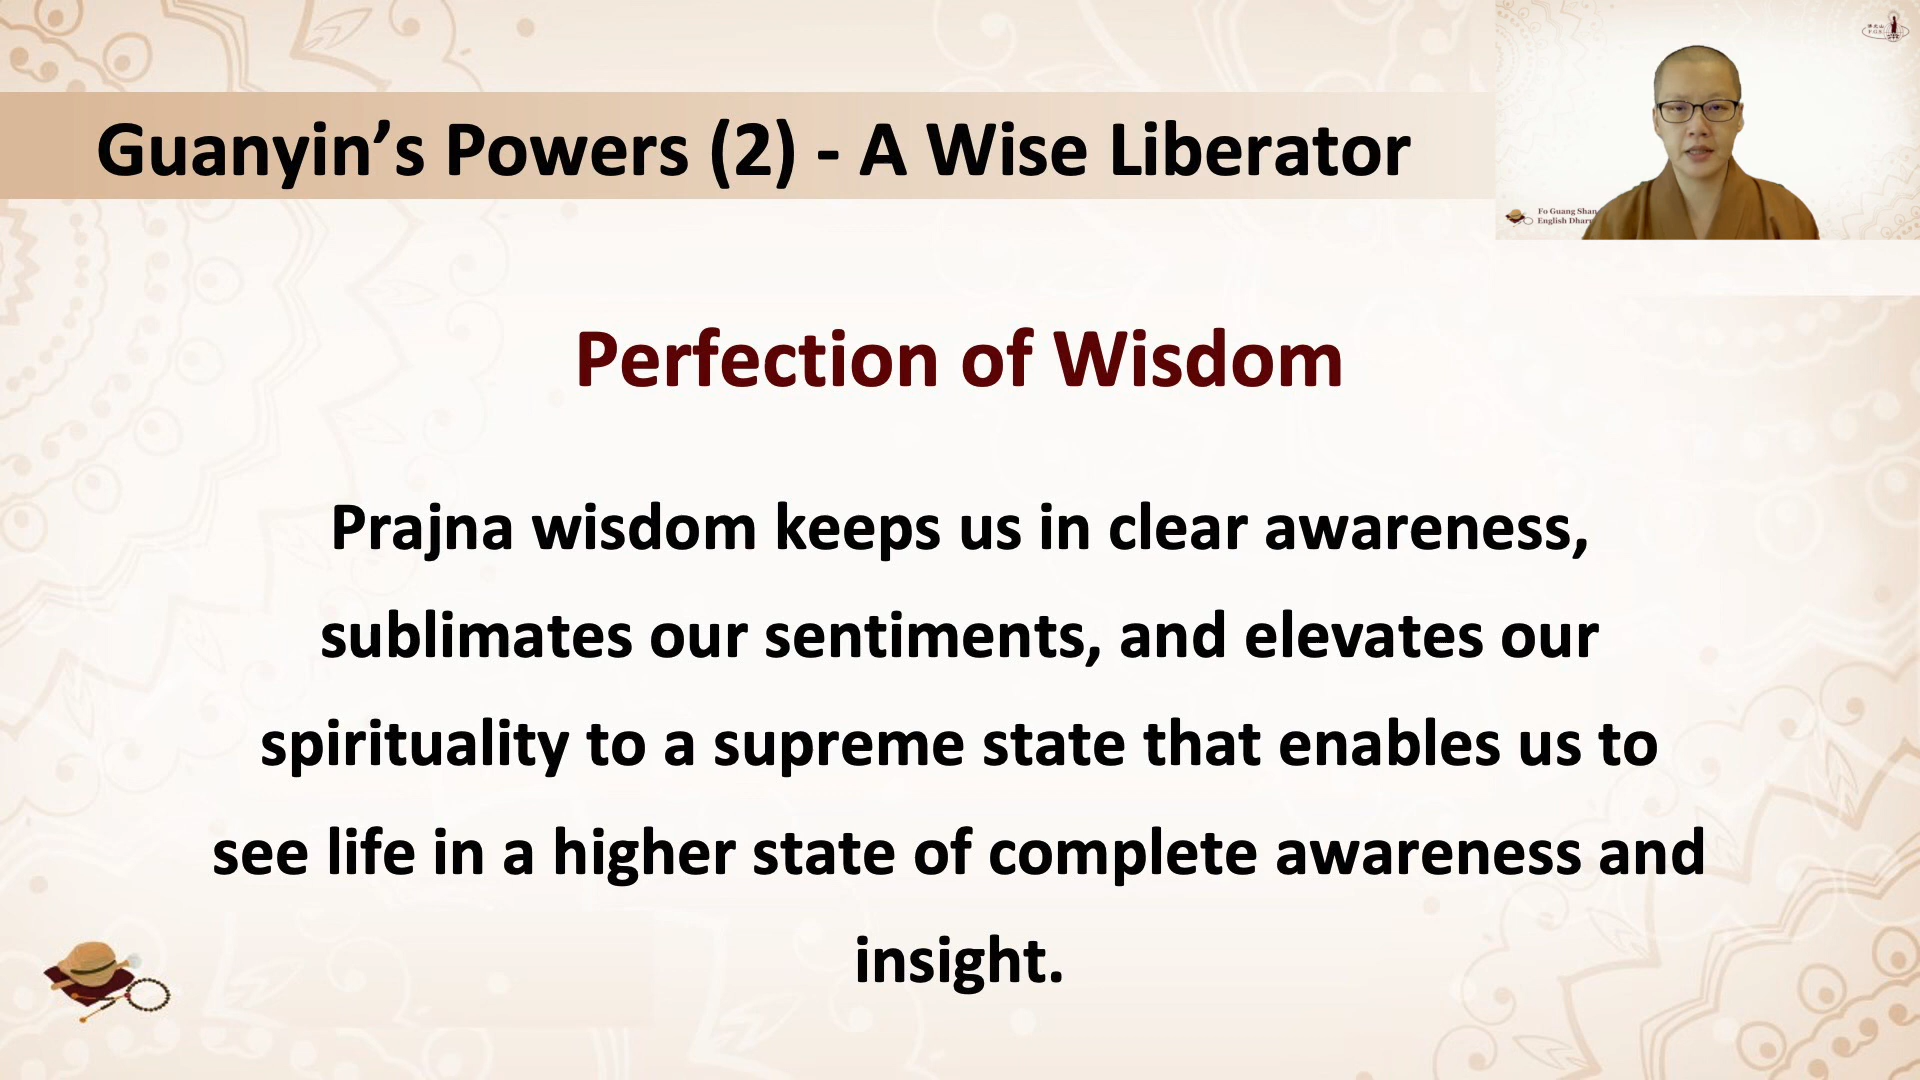 Guanyin’s Powers (2) - A Wise Liberator
Fo Guang Shan
English
Perfection of Wisdom
Prajna wisdom keeps us in clear awareness,
sublimates our sentiments, and elevates our
spirituality to a supreme state that enables us to
see life in a higher state of complete awareness and
insight.